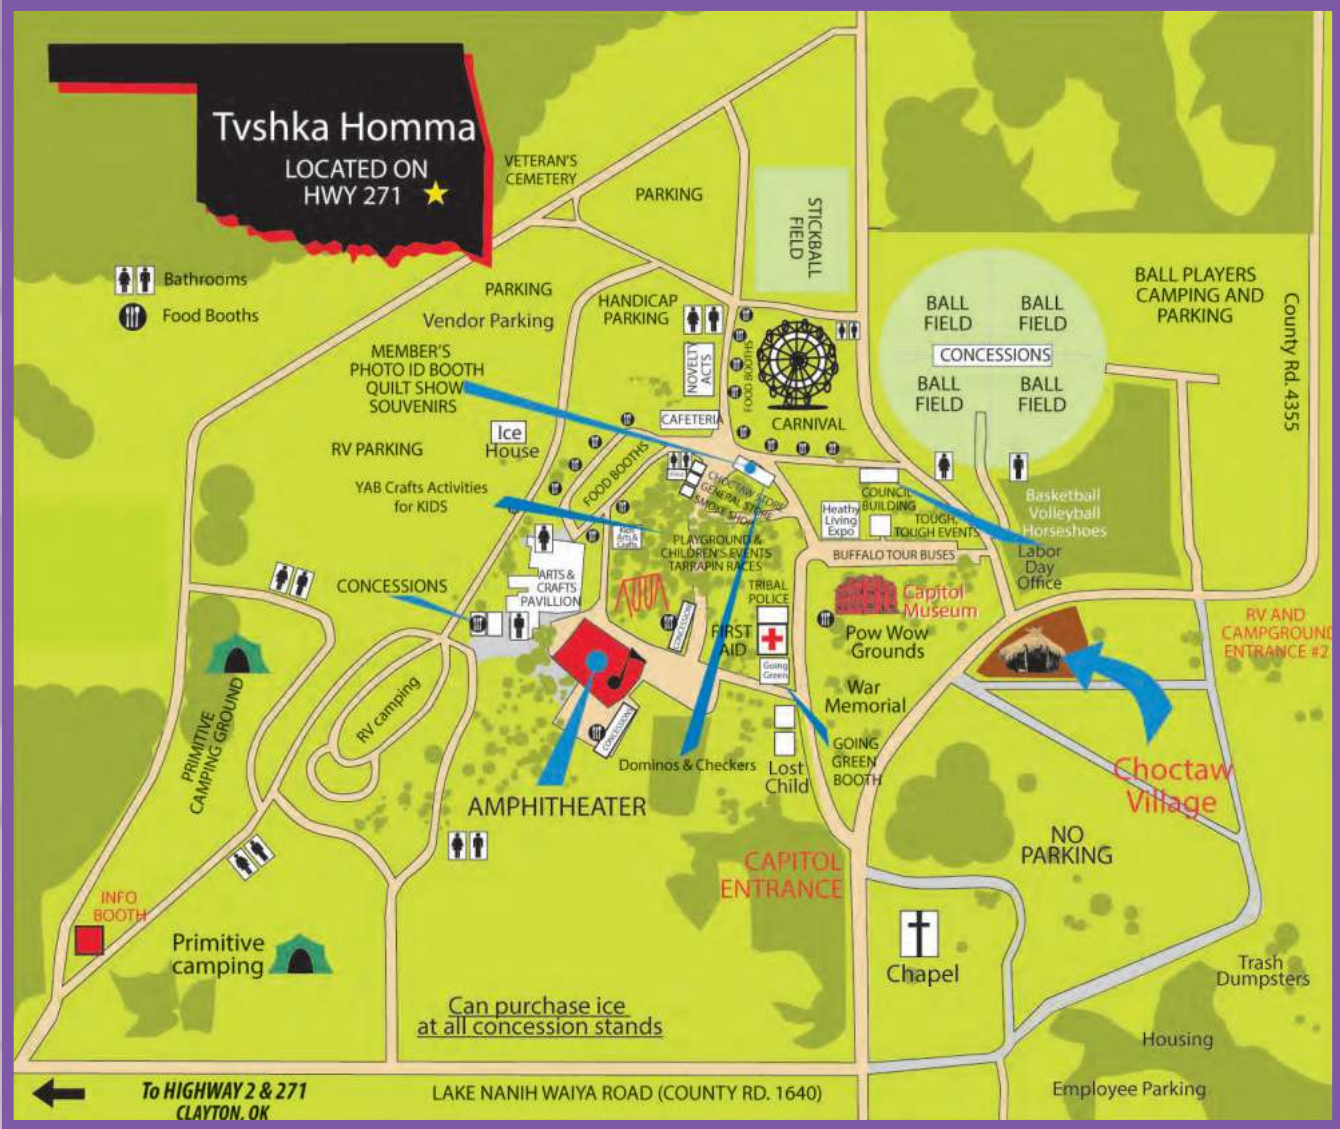 Tvshka Homma
LOCATED ON
HWY 271
Bathrooms
Food Booths
VETERAN'S
CEMETERY
PARKING
STICKBALL
FIELD
PARKING
Vendor Parking
HANDICAP
PARKING
MEMBER'S
PHOTO ID BOOTH
QUILT SHOW
SOUVENIRS
NOVELTY
ACTS
FOOD BOOTHS
CARNIVAL
CAFETERIA
BALL
FIELD
BALL
FIELD
CONCESSIONS
BALL
FIELD
BALL
FIELD
BALL PLAYERS
CAMPING AND
PARKING
County Rd. 4355
RV PARKING
Ice
House
FOOD BOOTHS
YAB Crafts Activities
for KIDS
CHOCTAW STORE
GENERAL STORE
SMOKE SHOP
Kids
Arts &
Crafts
PLAYGROUND &
CHILDREN'S EVENTS
TARRAPIN RACES
Heathy
Living
Expo
COUNCIL
BUILDING
TOUGH,
TOUGH EVENTS
BUFFALO TOUR BUSES
Basketball
Volleyball
Horseshoes
Labor
Day
Office
CONCESSIONS
ARTS &
CRAFTS
PAVILLION
CONCESSION
TRIBAL
POLICE
FIRST
AID
Going
Green
Capitol
Museum
Pow Wow
Grounds
War
Memorial
RV AND
CAMPGROUND
ENTRANCE #2
PRIMITIVE
CAMPING GROUND
RV camping
CONCESSION
Dominos & Checkers
Lost
Child
GOING
GREEN
BOOTH
AMPHITHEATER
Choctaw
Village
NO
PARKING
CAPITOL
ENTRANCE
INFO
BOOTH
Primitive
camping
Chapel
Trash
Dumpsters
Can purchase ice
at all concession stands
Housing
Employee Parking
To HIGHWAY 2 & 271
CLAYTON, OK
LAKE NANIH WAIYA ROAD (COUNTY RD. 1640)